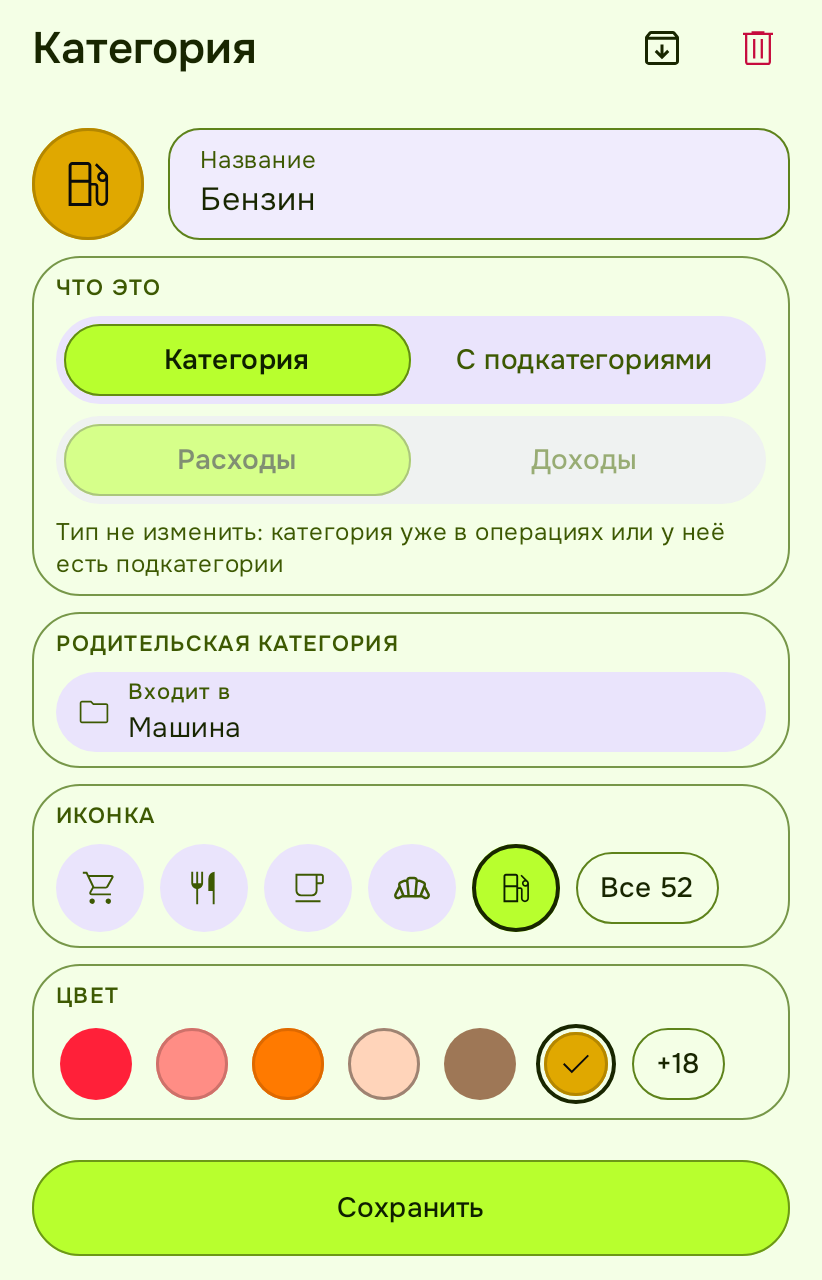 Категория
Название
Бензин
ЧТО ЭТО
Категория
С подкатегориями
Расходы
Доходы
Тип не изменить: категория уже в операциях или у неё
есть подкатегории
РОДИТЕЛЬСКАЯ КАТЕГОРИЯ
Входит в
Машина
ИКОНКА
Все 52
ЦВЕТ
+18
Сохранить